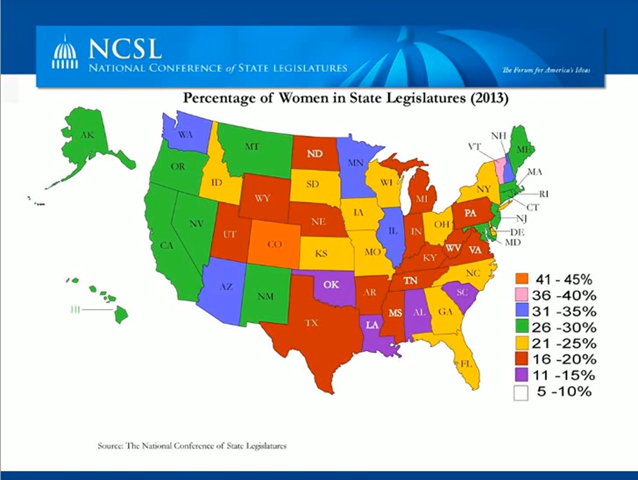 NCSL
NATIONAL CONFERENCE of STATE LEGISLATURES
The Forum for America's Ideas
Percentage of Women in State Legislatures (2013)
AK
WA
MT
ND
MN
VT
NH
ME
OR
ID
WY
SD
WI
MI
NY
MA
RI
CT
NV
UT
CO
NE
IA
IL
IN
OH
PA
NJ
DE
MD
CA
AZ
NM
KS
MO
KY
WV
VA
OK
AR
TN
NC
HI
TX
LA
MS
AL
GA
SC
FL
41 - 45%
36 -40%
31 -35%
26 -30%
21 -25%
16 -20%
11 -15%
5 -10%
Source: The National Conference of State Legislatures